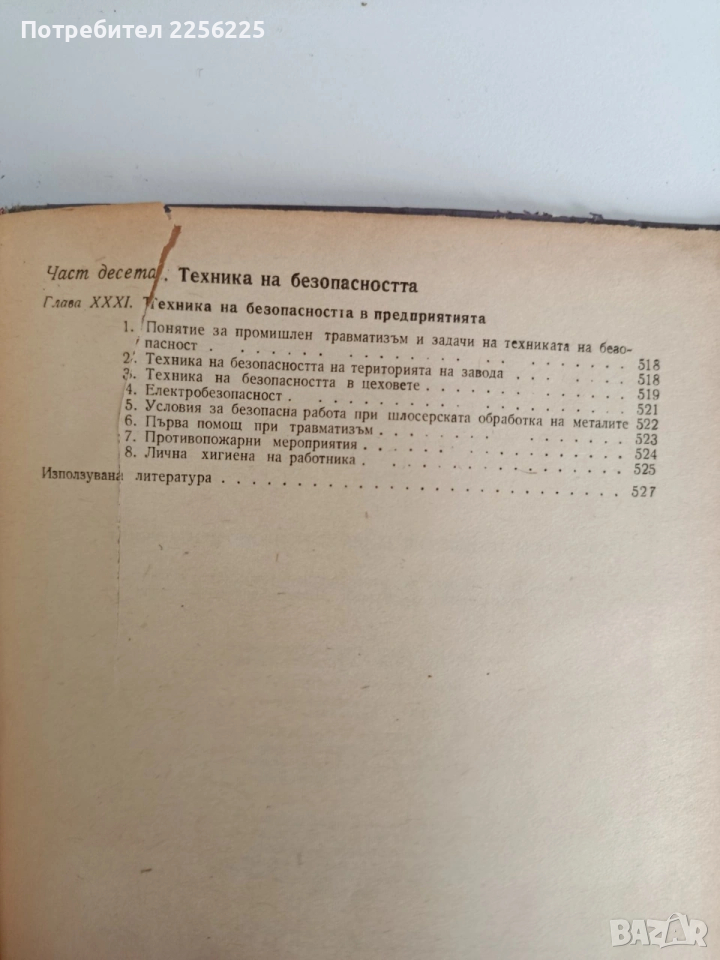 Потребител 2256225
Част десета. Техника на безопасността
Глава XXXI. Техника на безопасността в предприятията
1. Понятие за промишлен травматизъм и задачи на техниката на безо-
пасност . . . . . . . . . . . . . . . . . 518
2. Техника на безопасността на територията на завода . . . . . . 518
3. Техника на безопасността в цеховете . . . . . . . . . . 519
4. Електробезопасност . . . . . . . . . . . . . . . . 521
5. Условия за безопасна работа при шлосерската обработка на металите 522
6. Първа помощ при травматизъм . . . . . . . . . . . . 523
7. Противопожарни мероприятия . . . . . . . . . . . . 524
8. Лична хигиена на работника . . . . . . . . . . . . 525
Използувана литература . . . . . . . . . . . . . . . . . . . . 527
BAZAR